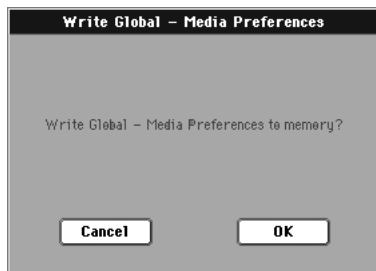 Write Global – Media Preferences
Write Global – Media Preferences to memory?
Cancel OK